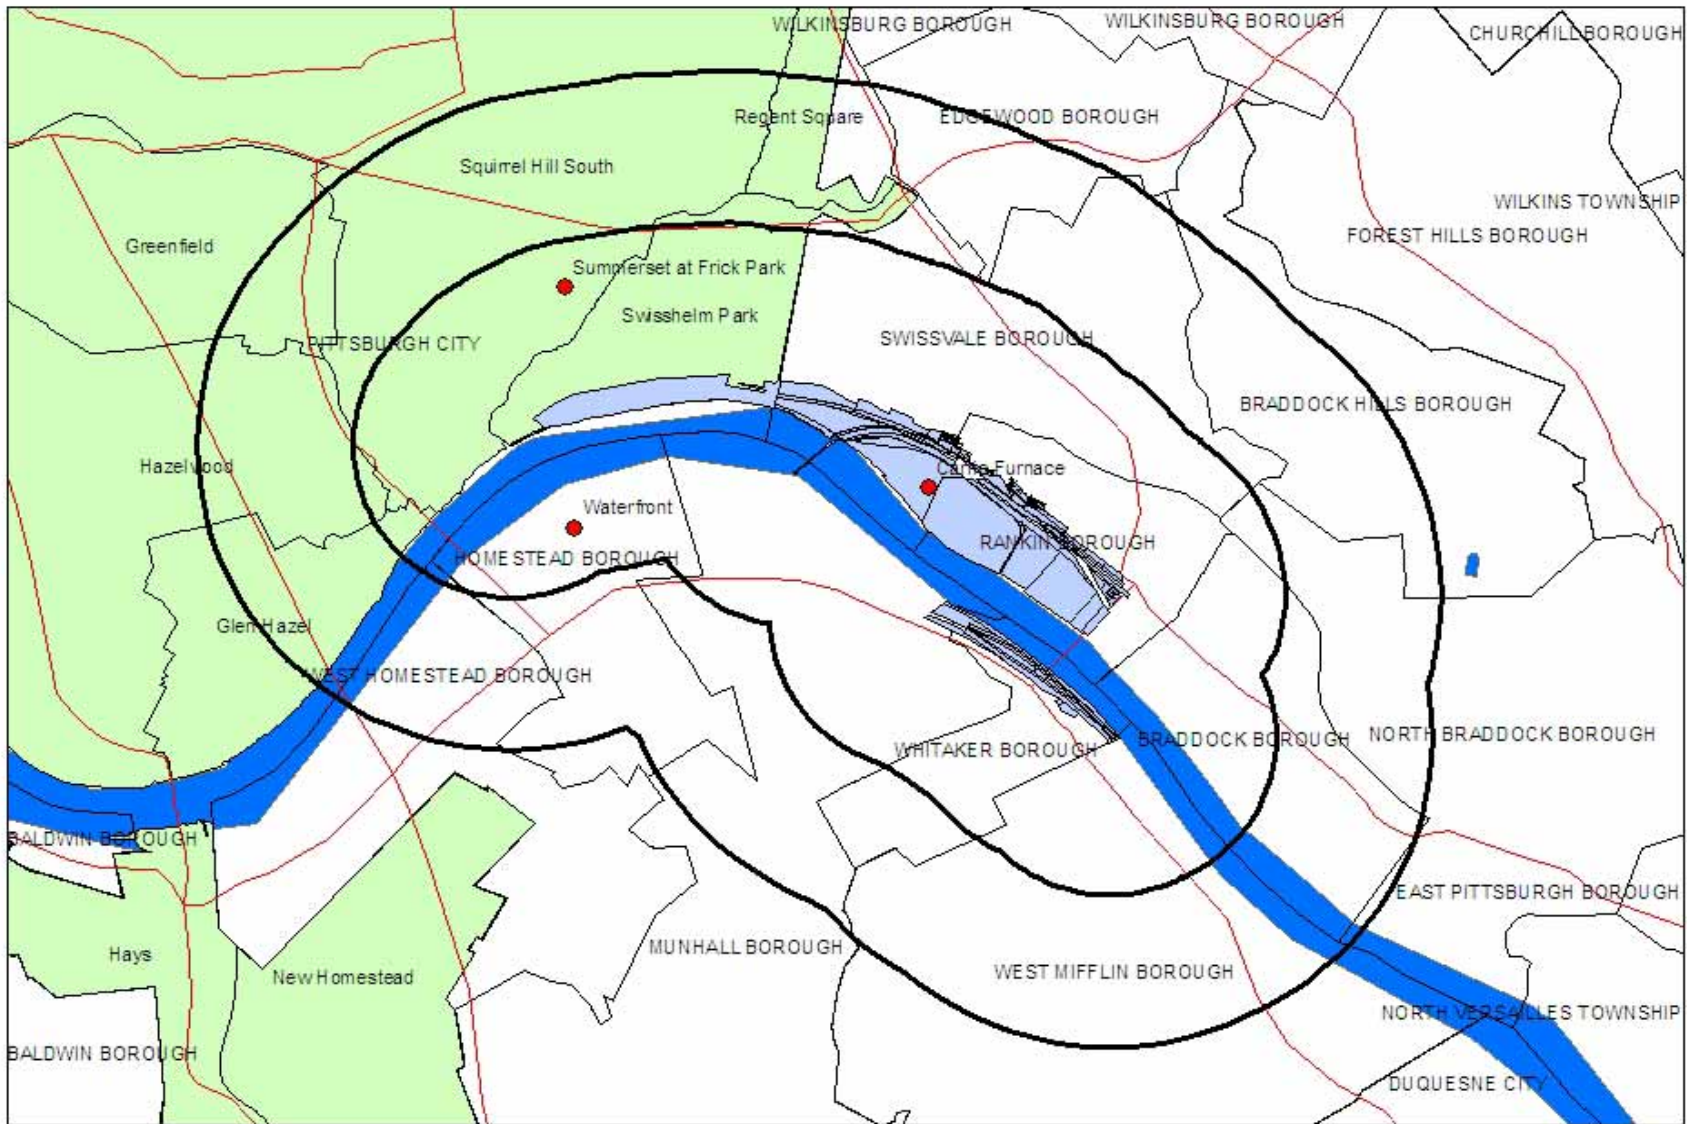 WILKINSBURG BOROUGH
WILKINSBURG BOROUGH
CHURCHILL BOROUGH
Regent Square
EDGEWOOD BOROUGH
Squirrel Hill South
WILKINS TOWNSHIP
FOREST HILLS BOROUGH
Greenfield
Summerset at Frick Park
Swisshelm Park
PITTSBURGH CITY
SWISSVALE BOROUGH
BRADDOCK HILLS BOROUGH
Hazelwood
Carrie Furnace
Waterfront
HOMESTEAD BOROUGH
RANKIN BOROUGH
Glen Hazel
WEST HOMESTEAD BOROUGH
WHITAKER BOROUGH
BRADDOCK BOROUGH
NORTH BRADDOCK BOROUGH
BALDWIN BOROUGH
EAST PITTSBURGH BOROUGH
Hays
MUNHALL BOROUGH
WEST MIFFLIN BOROUGH
New Homestead
NORTH VERSAILLES TOWNSHIP
BALDWIN BOROUGH
DUQUESNE CITY